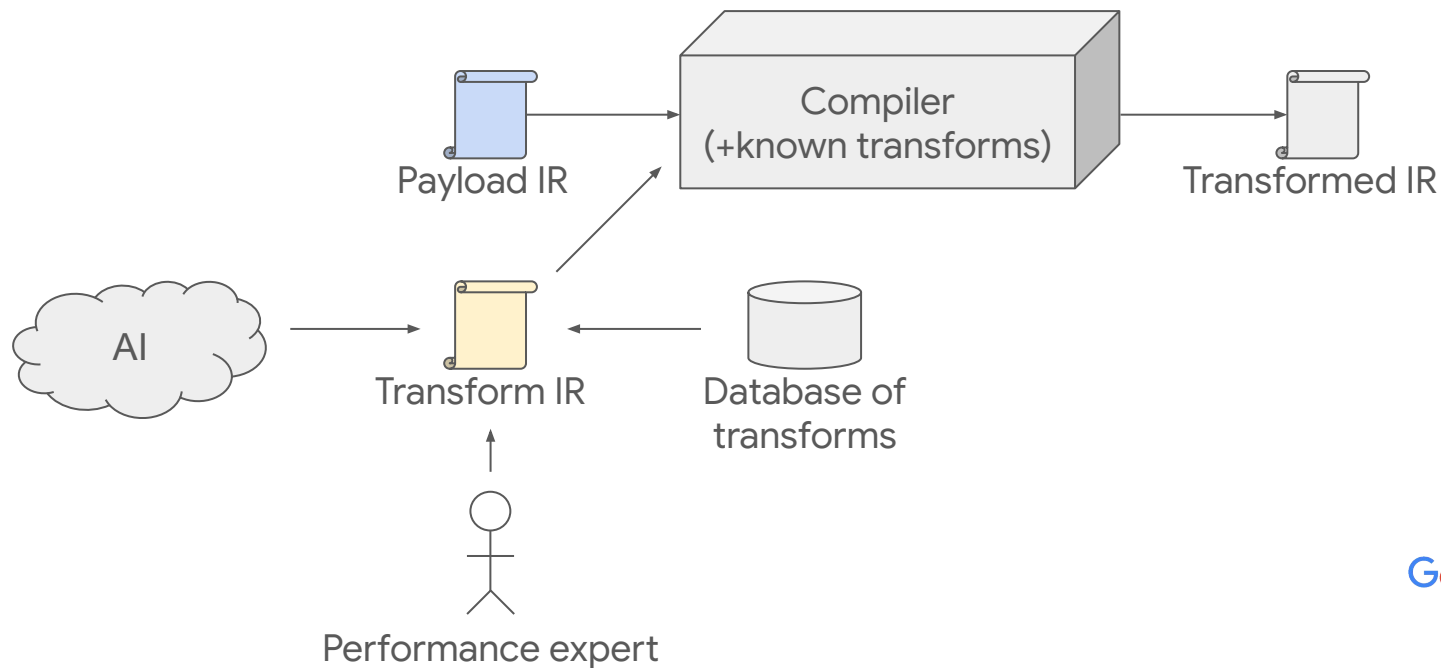 Compiler
(+known transforms)
Payload IR
Transformed IR
AI
Transform IR
Database of
transforms
Performance expert